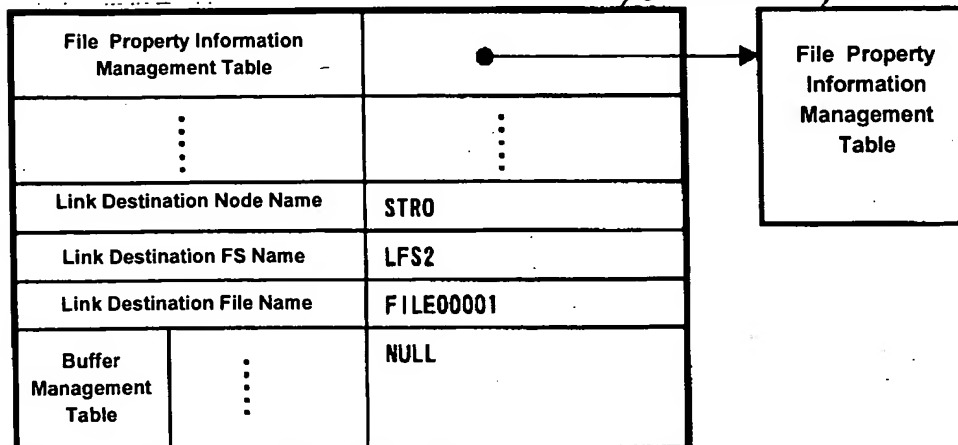 File Property Information
Management Table
File Property
Information
Management
Table
Link Destination Node Name
STR0
Link Destination FS Name
LFS2
Link Destination File Name
FILE00001
Buffer
Management
Table
NULL